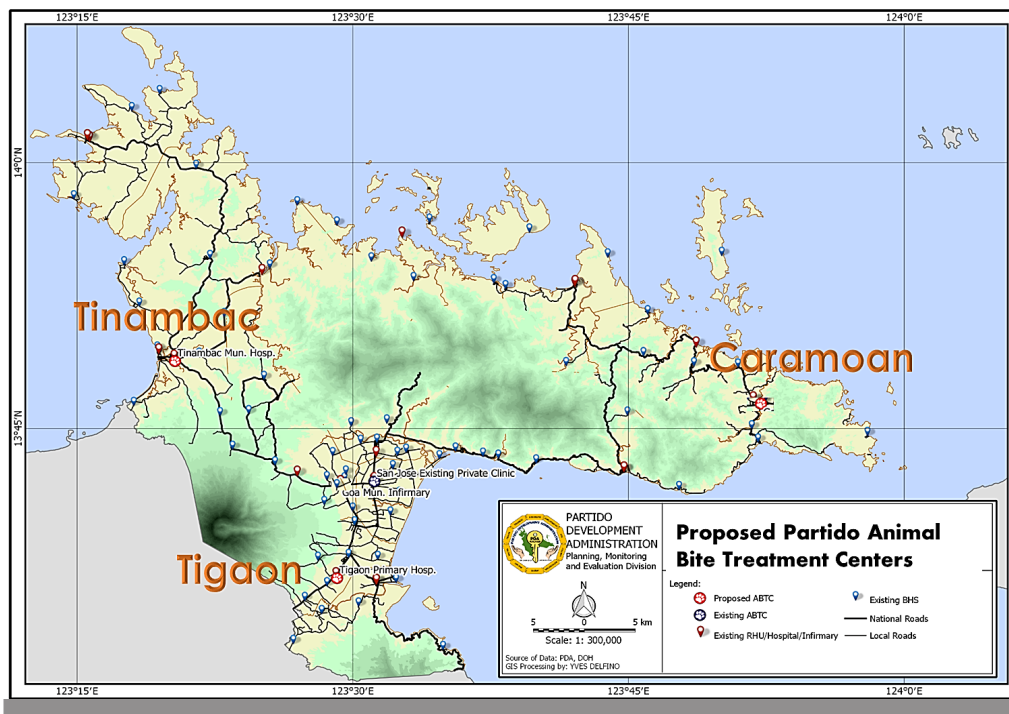 123°15'E 123°30'E 123°45'E 124°0'E
14°0'N
Tinambac
Tinambac Mun. Hosp.
Caramoan
13°45'N
San Jose Existing Private Clinic
Goa Mun. Infirmary
Tigaon
Tigaon Primary Hosp.
PARTIDO
DEVELOPMENT
ADMINISTRATION
Planning, Monitoring
and Evaluation Division
N
5 0 5 km
Scale: 1: 300,000
Source of Data: PDA, DOH
GIS Processing by: YVES DELFINO
Proposed Partido Animal
Bite Treatment Centers
Legend:
Proposed ABTC
Existing ABTC
Existing RHU/Hospital/Infirmary
Existing BHS
National Roads
Local Roads
123°15'E 123°30'E 123°45'E 124°0'E